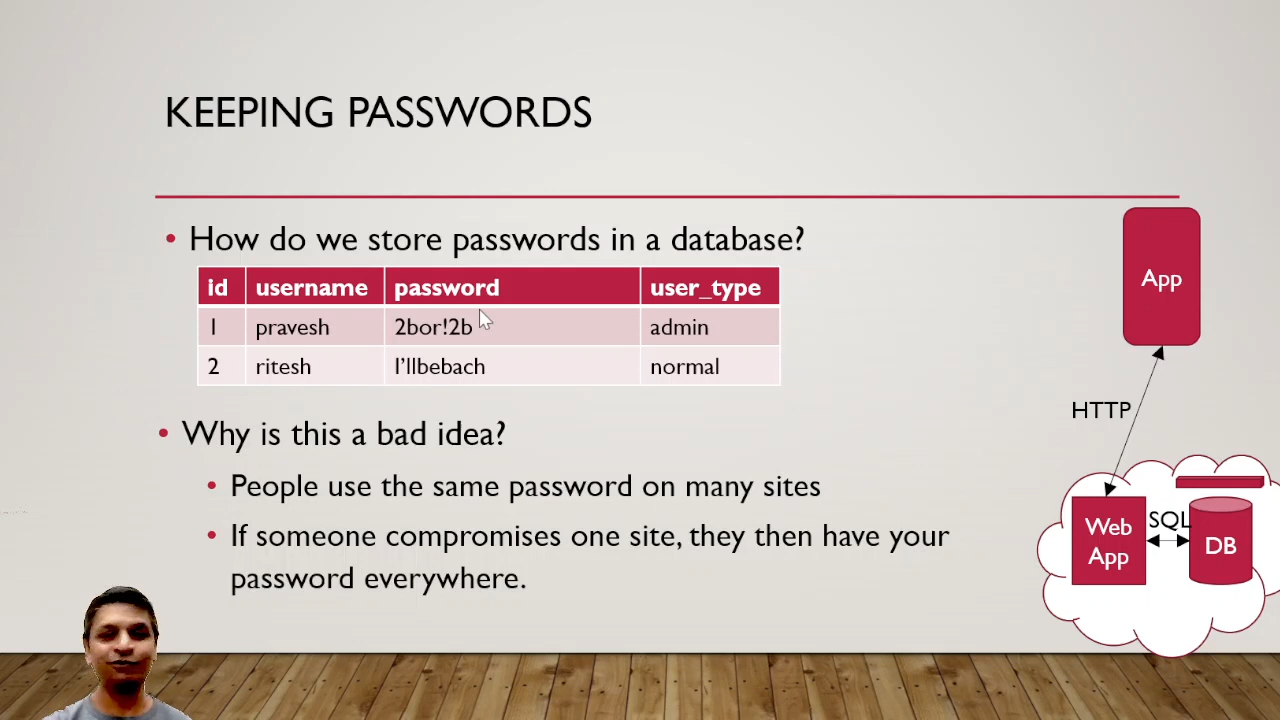 KEEPING PASSWORDS
• How do we store passwords in a database?
id username password user_type
1 pravesh 2bor!2b admin
2 ritesh I'llbebach normal
• Why is this a bad idea?
• People use the same password on many sites
• If someone compromises one site, they then have your
password everywhere.
App
HTTP
Web
App
SQL
DB